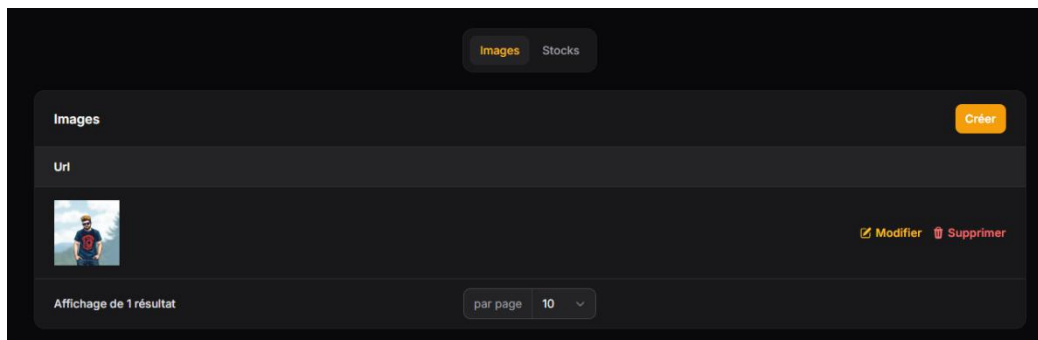 Images Stocks
Images Créer
Url
Modifier Supprimer
Affichage de 1 résultat par page 10